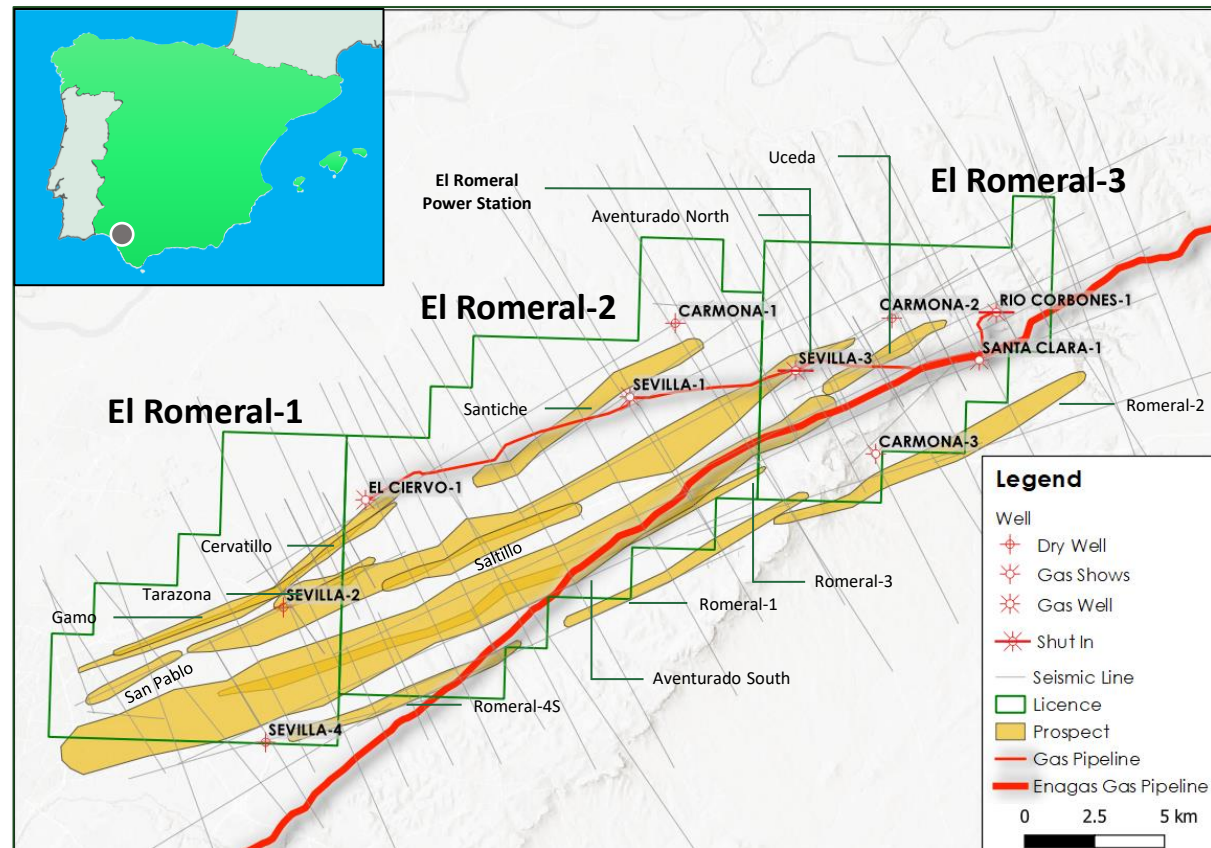 Uceda
El Romeral
Power Station
El Romeral-3
Aventurado North
El Romeral-2
CARMONA-1
CARMONA-2
RIO CORBONES-1
SEVILLA-3
SANTA CLARA-1
SEVILLA-1
El Romeral-1
Santiche
Romeral-2
CARMONA-3
EL CIERVO-1
Cervatillo
Saltillo
Tarazona
SEVILLA-2
Gamo
Romeral-3
Romeral-1
San Pablo
Aventurado South
Romeral-4S
SEVILLA-4
Legend
Well
Dry Well
Gas Shows
Gas Well
Shut In
Seismic Line
Licence
Prospect
Gas Pipeline
Enagas Gas Pipeline
0 2.5 5 km